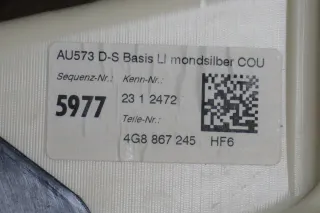 AU573 D-S Basis LI mondsilber COU
Sequenz-Nr.: Kenn-Nr.:
5977 23 1 2472
Teile-Nr.:
4G8 867 245 HF6